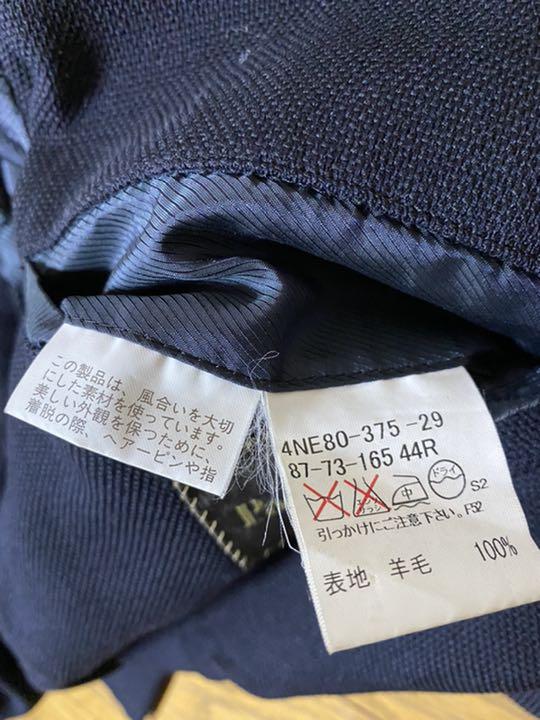 この製品は、風合いを大切
にした素材を使っています。
美しい外観を保つために、
着脱の際、ヘアーピンや指
4NE80-375-29
87-73-165 44R
中 ドライ S2
引っかけにご注意下さい。F52
表地 羊毛 100%